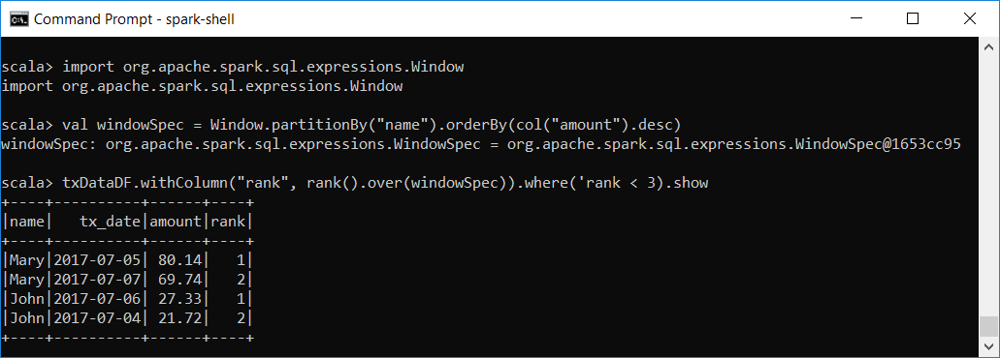 Command Prompt - spark-shell
scala> import org.apache.spark.sql.expressions.Window
import org.apache.spark.sql.expressions.Window
scala> val windowSpec = Window.partitionBy("name").orderBy(col("amount").desc)
windowSpec: org.apache.spark.sql.expressions.WindowSpec = org.apache.spark.sql.expressions.WindowSpec@1653cc95
scala> txDataDF.withColumn("rank", rank().over(windowSpec)).where('rank < 3).show
+----+----------+------+----+
|name|   tx_date|amount|rank|
+----+----------+------+----+
|Mary|2017-07-05| 80.14|   1|
|Mary|2017-07-07| 69.74|   2|
|John|2017-07-06| 27.33|   1|
|John|2017-07-04| 21.72|   2|
+----+----------+------+----+